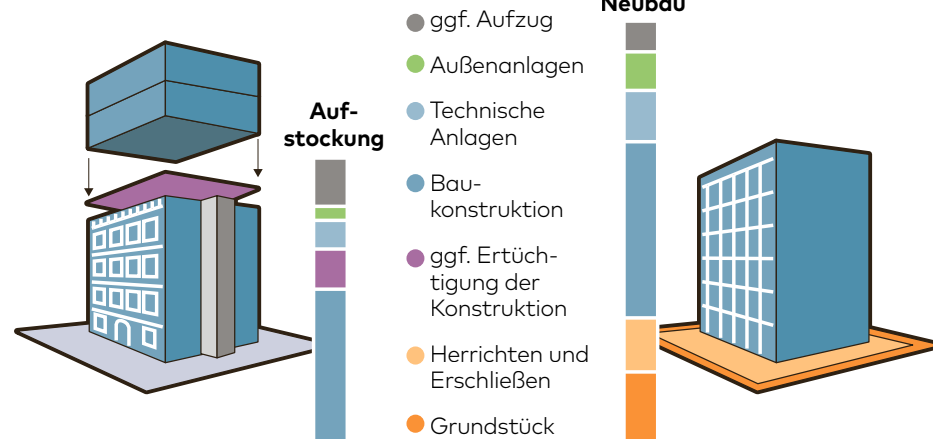 Neubau
ggf. Aufzug
Außenanlagen
Auf-
stockung
Technische
Anlagen
Bau-
konstruktion
ggf. Ertüch-
tigung der
Konstruktion
Herrichten und
Erschließen
Grundstück